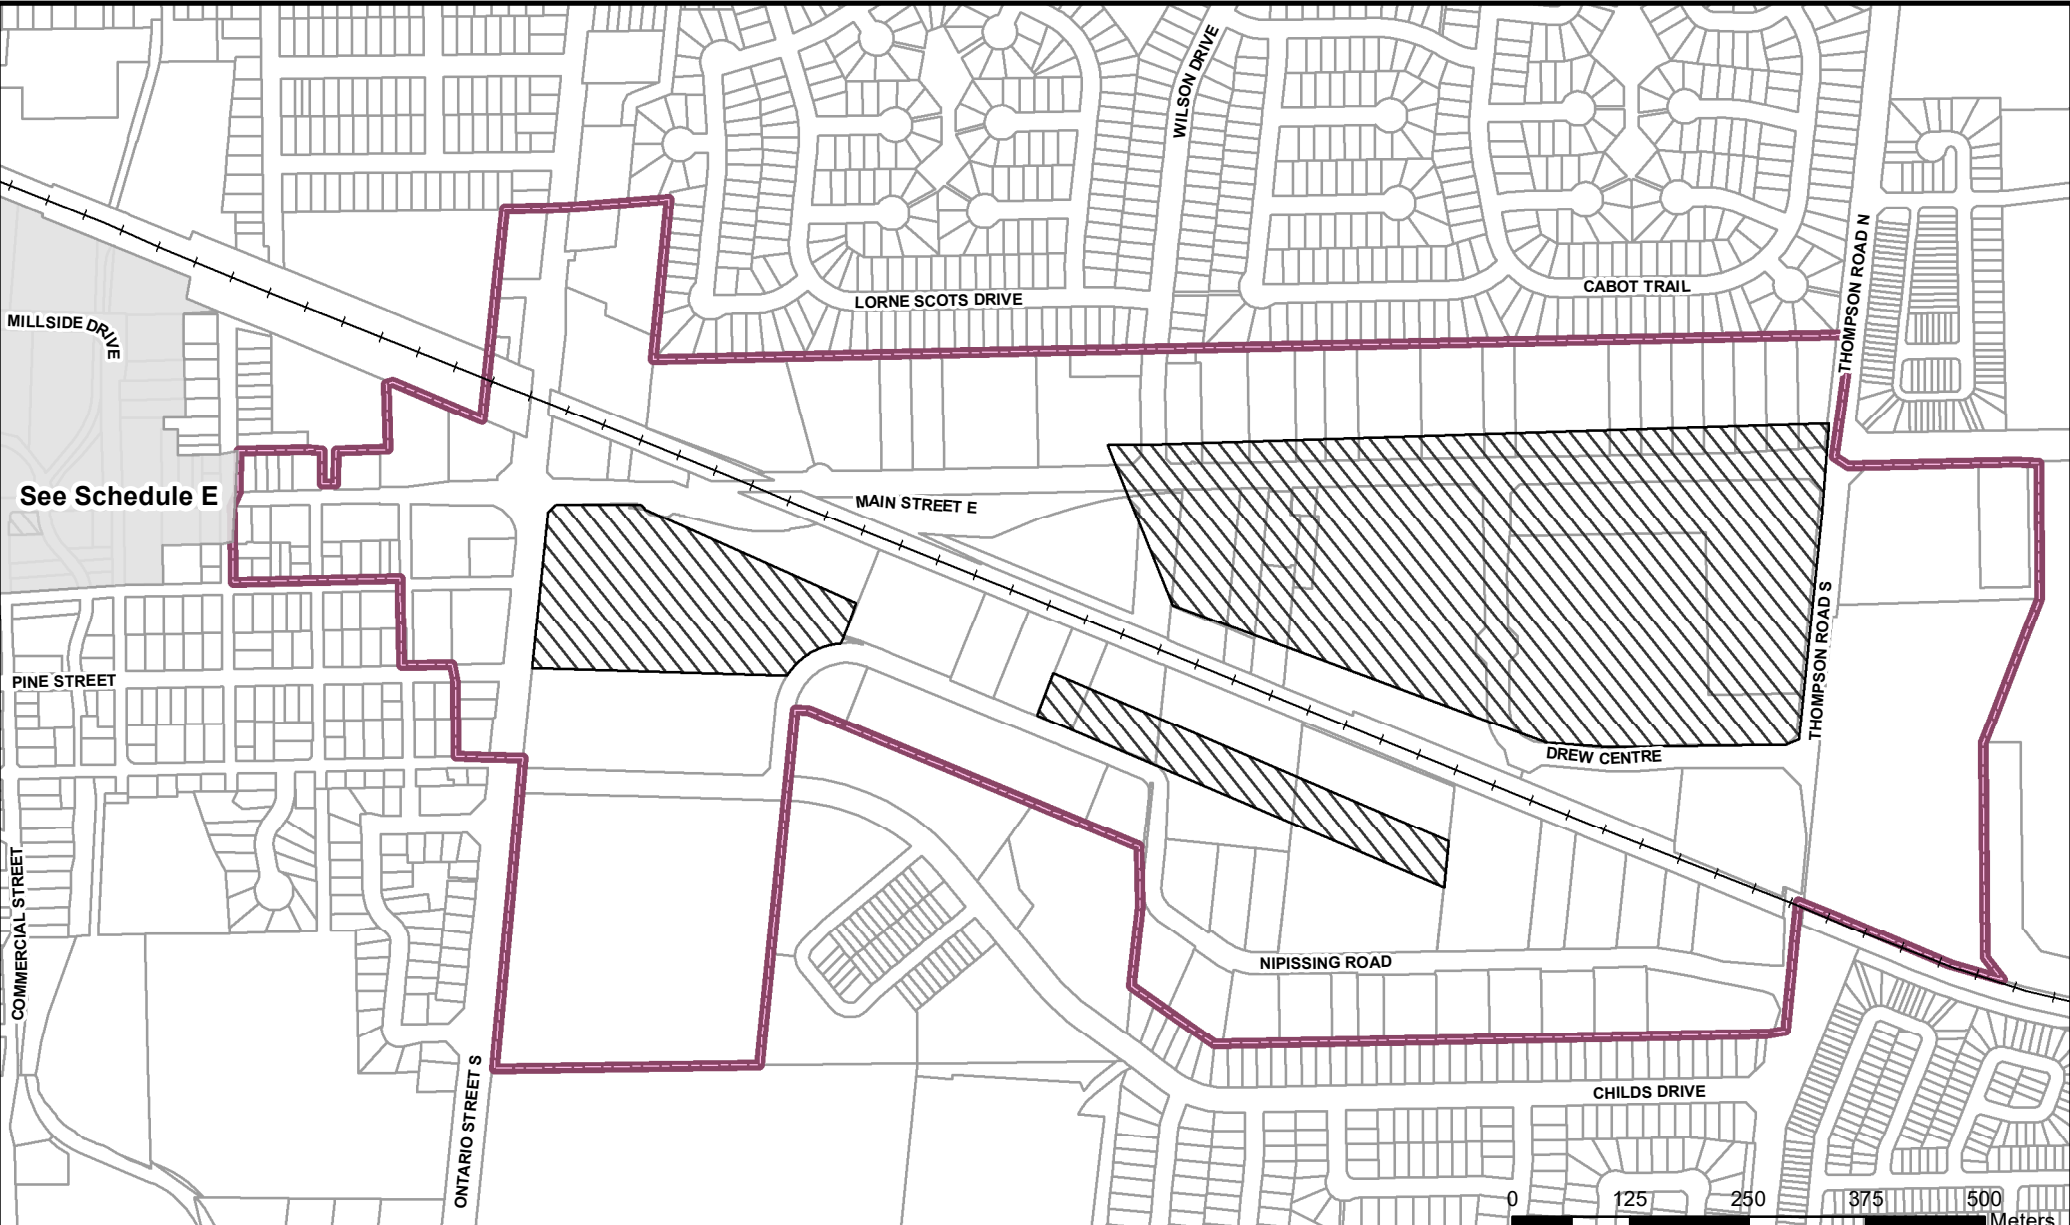 WILSON DRIVE
THOMPSON ROAD N
CABOT TRAIL
LORNE SCOTS DRIVE
MILLSIDE DRIVE
See Schedule E
MAIN STREET E
THOMPSON ROAD S
PINE STREET
DREW CENTRE
COMMERCIAL STREET
NIPISSING ROAD
ONTARIO STREET S
CHILDS DRIVE
0 125 250 375 500
Meters